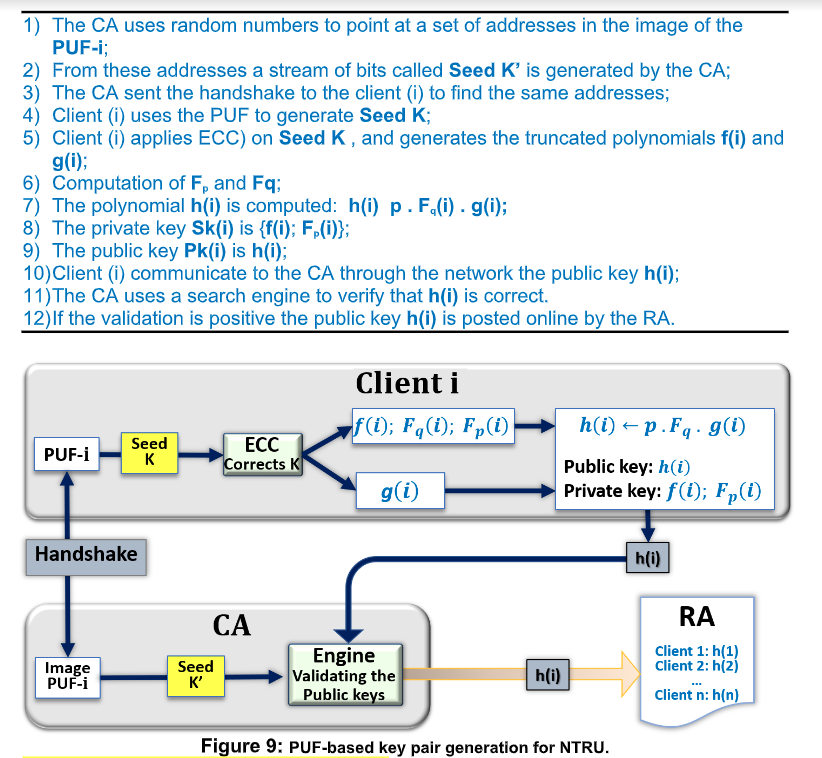 1) The CA uses random numbers to point at a set of addresses in the image of the
PUF-i;
2) From these addresses a stream of bits called Seed K’ is generated by the CA;
3) The CA sent the handshake to the client (i) to find the same addresses;
4) Client (i) uses the PUF to generate Seed K;
5) Client (i) applies ECC) on Seed K , and generates the truncated polynomials f(i) and
g(i);
6) Computation of Fₚ and Fq;
7) The polynomial h(i) is computed: h(i) p . F_q(i) . g(i);
8) The private key Sk(i) is {f(i); Fₚ(i)};
9) The public key Pk(i) is h(i);
10)Client (i) communicate to the CA through the network the public key h(i);
11)The CA uses a search engine to verify that h(i) is correct.
12)If the validation is positive the public key h(i) is posted online by the RA.
Client i
PUF-i
Seed
K
ECC
Corrects K
f(i); F_q(i); Fₚ(i)
g(i)
h(i) ← p . F_q . g(i)
Public key: h(i)
Private key: f(i); Fₚ(i)
Handshake
h(i)
CA
Image
PUF-i
Seed
K’
Engine
Validating the
Public keys
h(i)
RA
Client 1: h(1)
Client 2: h(2)
...
Client n: h(n)
Figure 9: PUF-based key pair generation for NTRU.